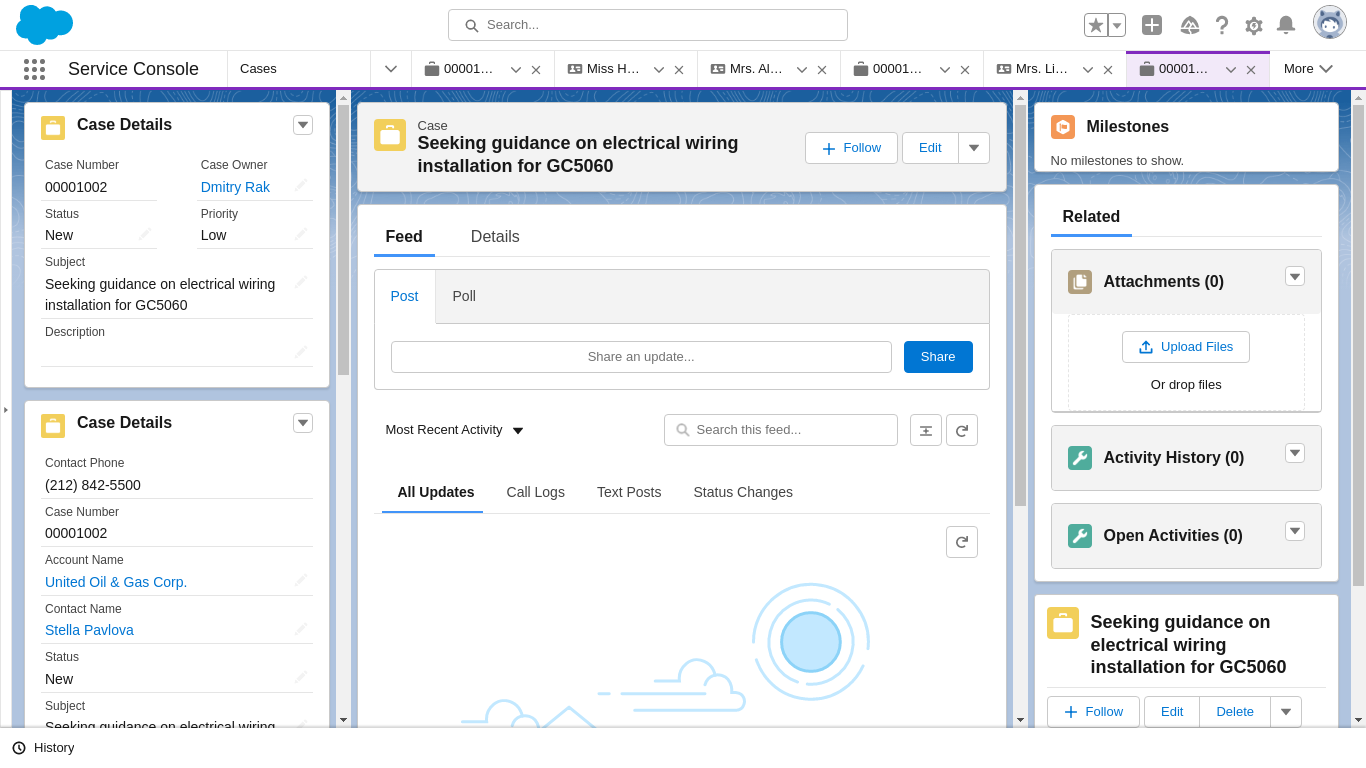 Search...
Service Console
Cases
00001…
Miss H…
Mrs. Al…
00001…
Mrs. Li…
00001…
More
Case Details
Case Number
00001002
Case Owner
Dmitry Rak
Status
New
Priority
Low
Subject
Seeking guidance on electrical wiring
installation for GC5060
Description
Case Details
Contact Phone
(212) 842-5500
Case Number
00001002
Account Name
United Oil & Gas Corp.
Contact Name
Stella Pavlova
Status
New
Subject
Seeking guidance on electrical wiring
Case
Seeking guidance on electrical wiring
installation for GC5060
Follow
Edit
Feed
Details
Post
Poll
Share an update...
Share
Most Recent Activity
Search this feed...
All Updates
Call Logs
Text Posts
Status Changes
Milestones
No milestones to show.
Related
Attachments (0)
Upload Files
Or drop files
Activity History (0)
Open Activities (0)
Seeking guidance on
electrical wiring
installation for GC5060
Follow
Edit
Delete
History